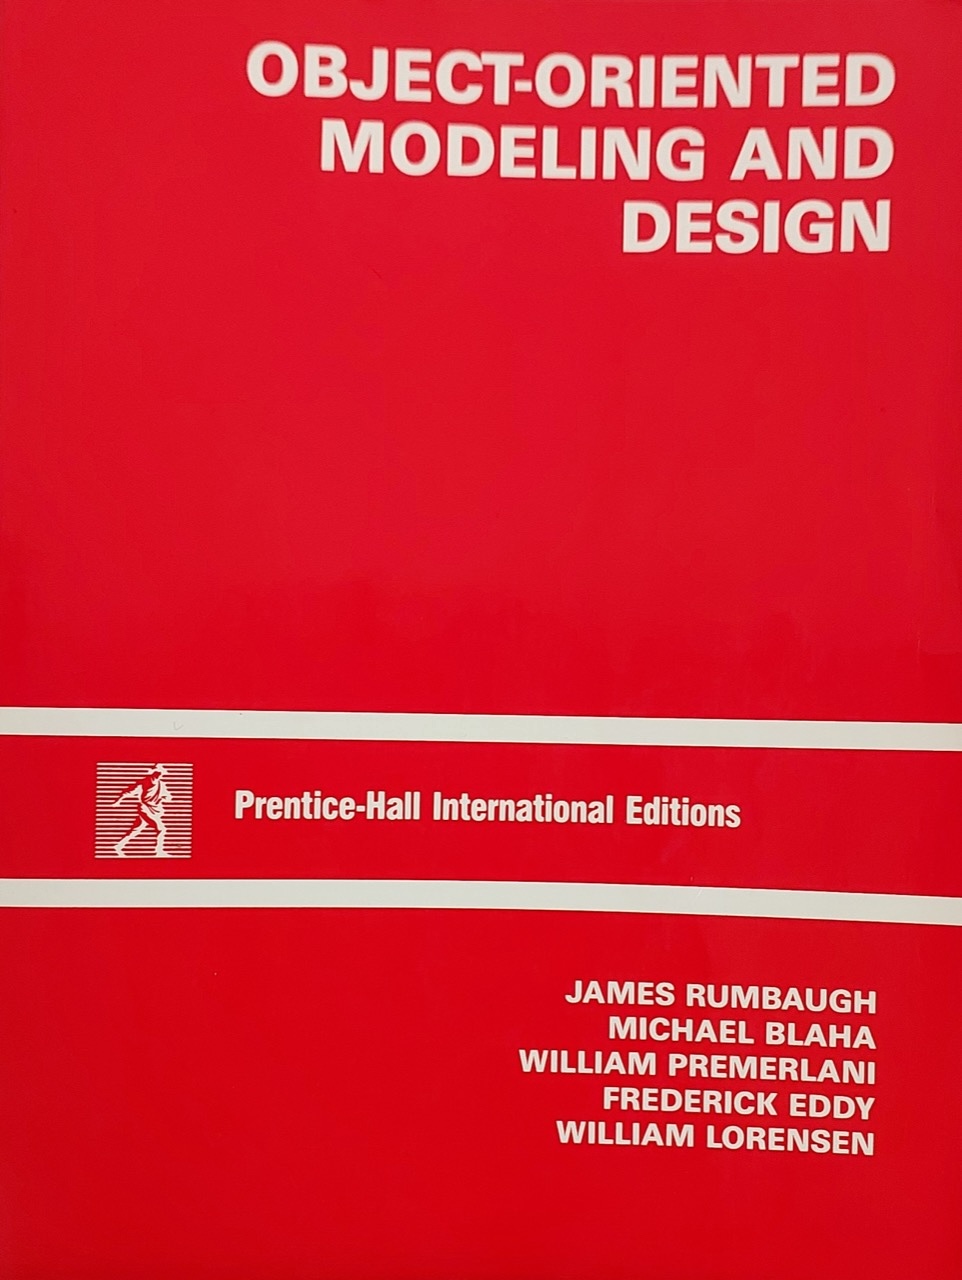 OBJECT-ORIENTED
MODELING AND
DESIGN
Prentice-Hall International Editions
JAMES RUMBAUGH
MICHAEL BLAHA
WILLIAM PREMERLANI
FREDERICK EDDY
WILLIAM LORENSEN